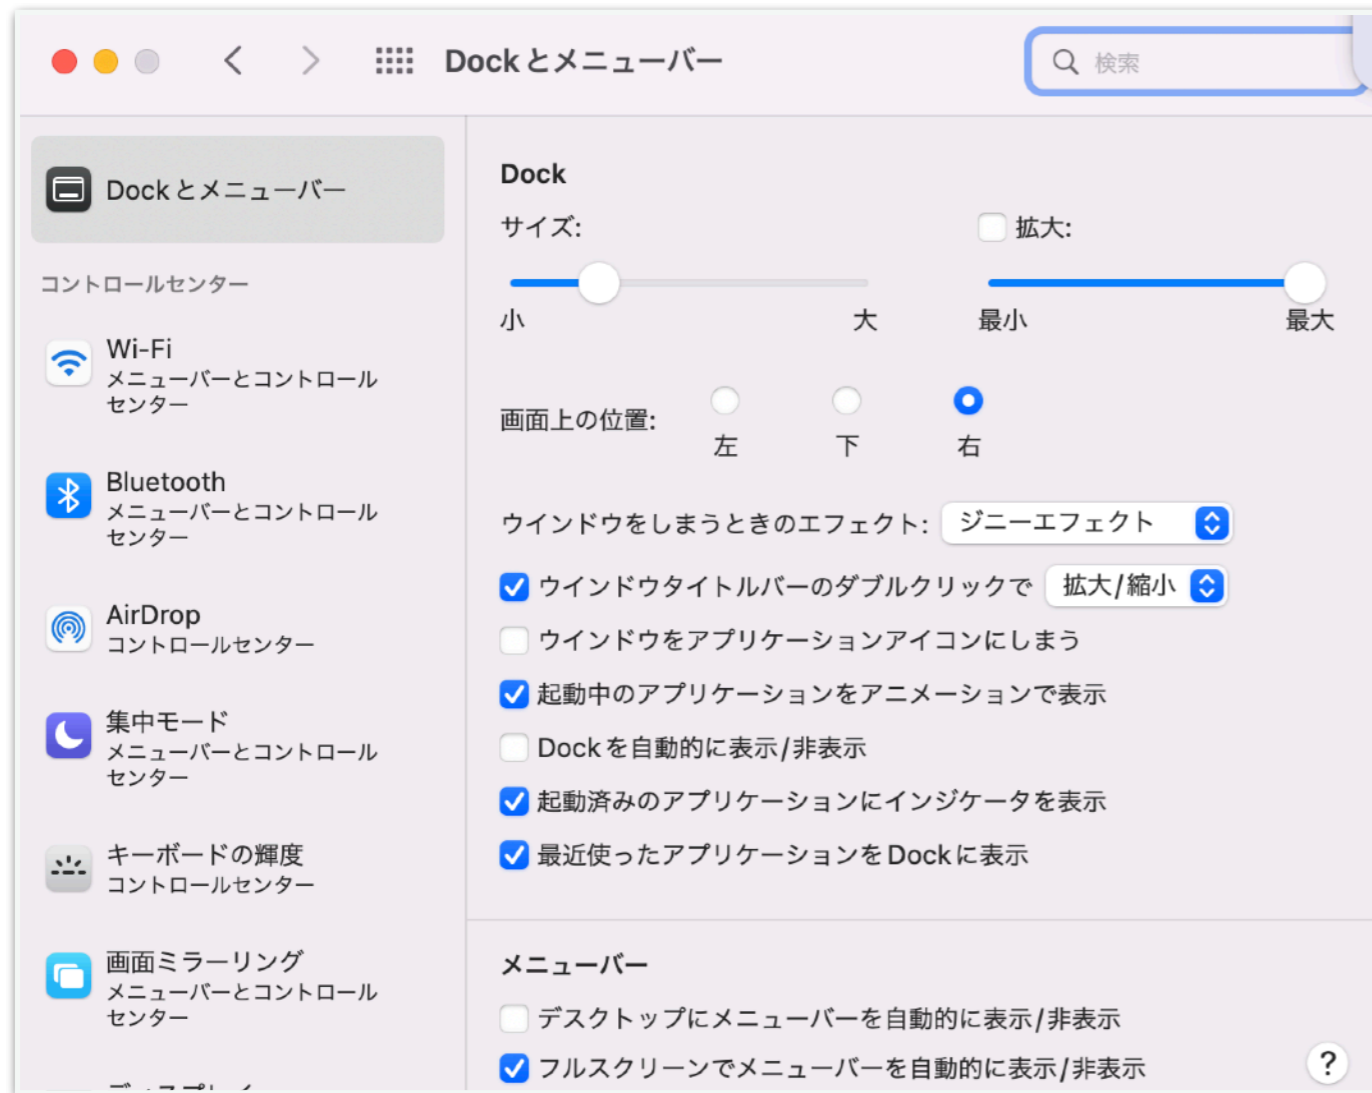 Dockとメニューバー
検索
Dockとメニューバー
コントロールセンター
Wi-Fi
メニューバーとコントロール
センター
Bluetooth
メニューバーとコントロール
センター
AirDrop
コントロールセンター
集中モード
メニューバーとコントロール
センター
キーボードの輝度
コントロールセンター
画面ミラーリング
メニューバーとコントロール
センター
Dock
サイズ:
拡大:
小 大 最小 最大
画面上の位置:
左 下 右
ウインドウをしまうときのエフェクト: ジニーエフェクト
ウインドウタイトルバーのダブルクリックで 拡大/縮小
ウインドウをアプリケーションアイコンにしまう
起動中のアプリケーションをアニメーションで表示
Dockを自動的に表示/非表示
起動済みのアプリケーションにインジケータを表示
最近使ったアプリケーションをDockに表示
メニューバー
デスクトップにメニューバーを自動的に表示/非表示
フルスクリーンでメニューバーを自動的に表示/非表示
?